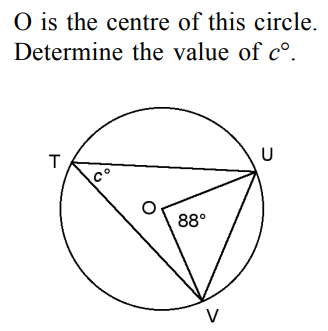 O is the centre of this circle.
Determine the value of c°.
T
U
c°
O
88°
V